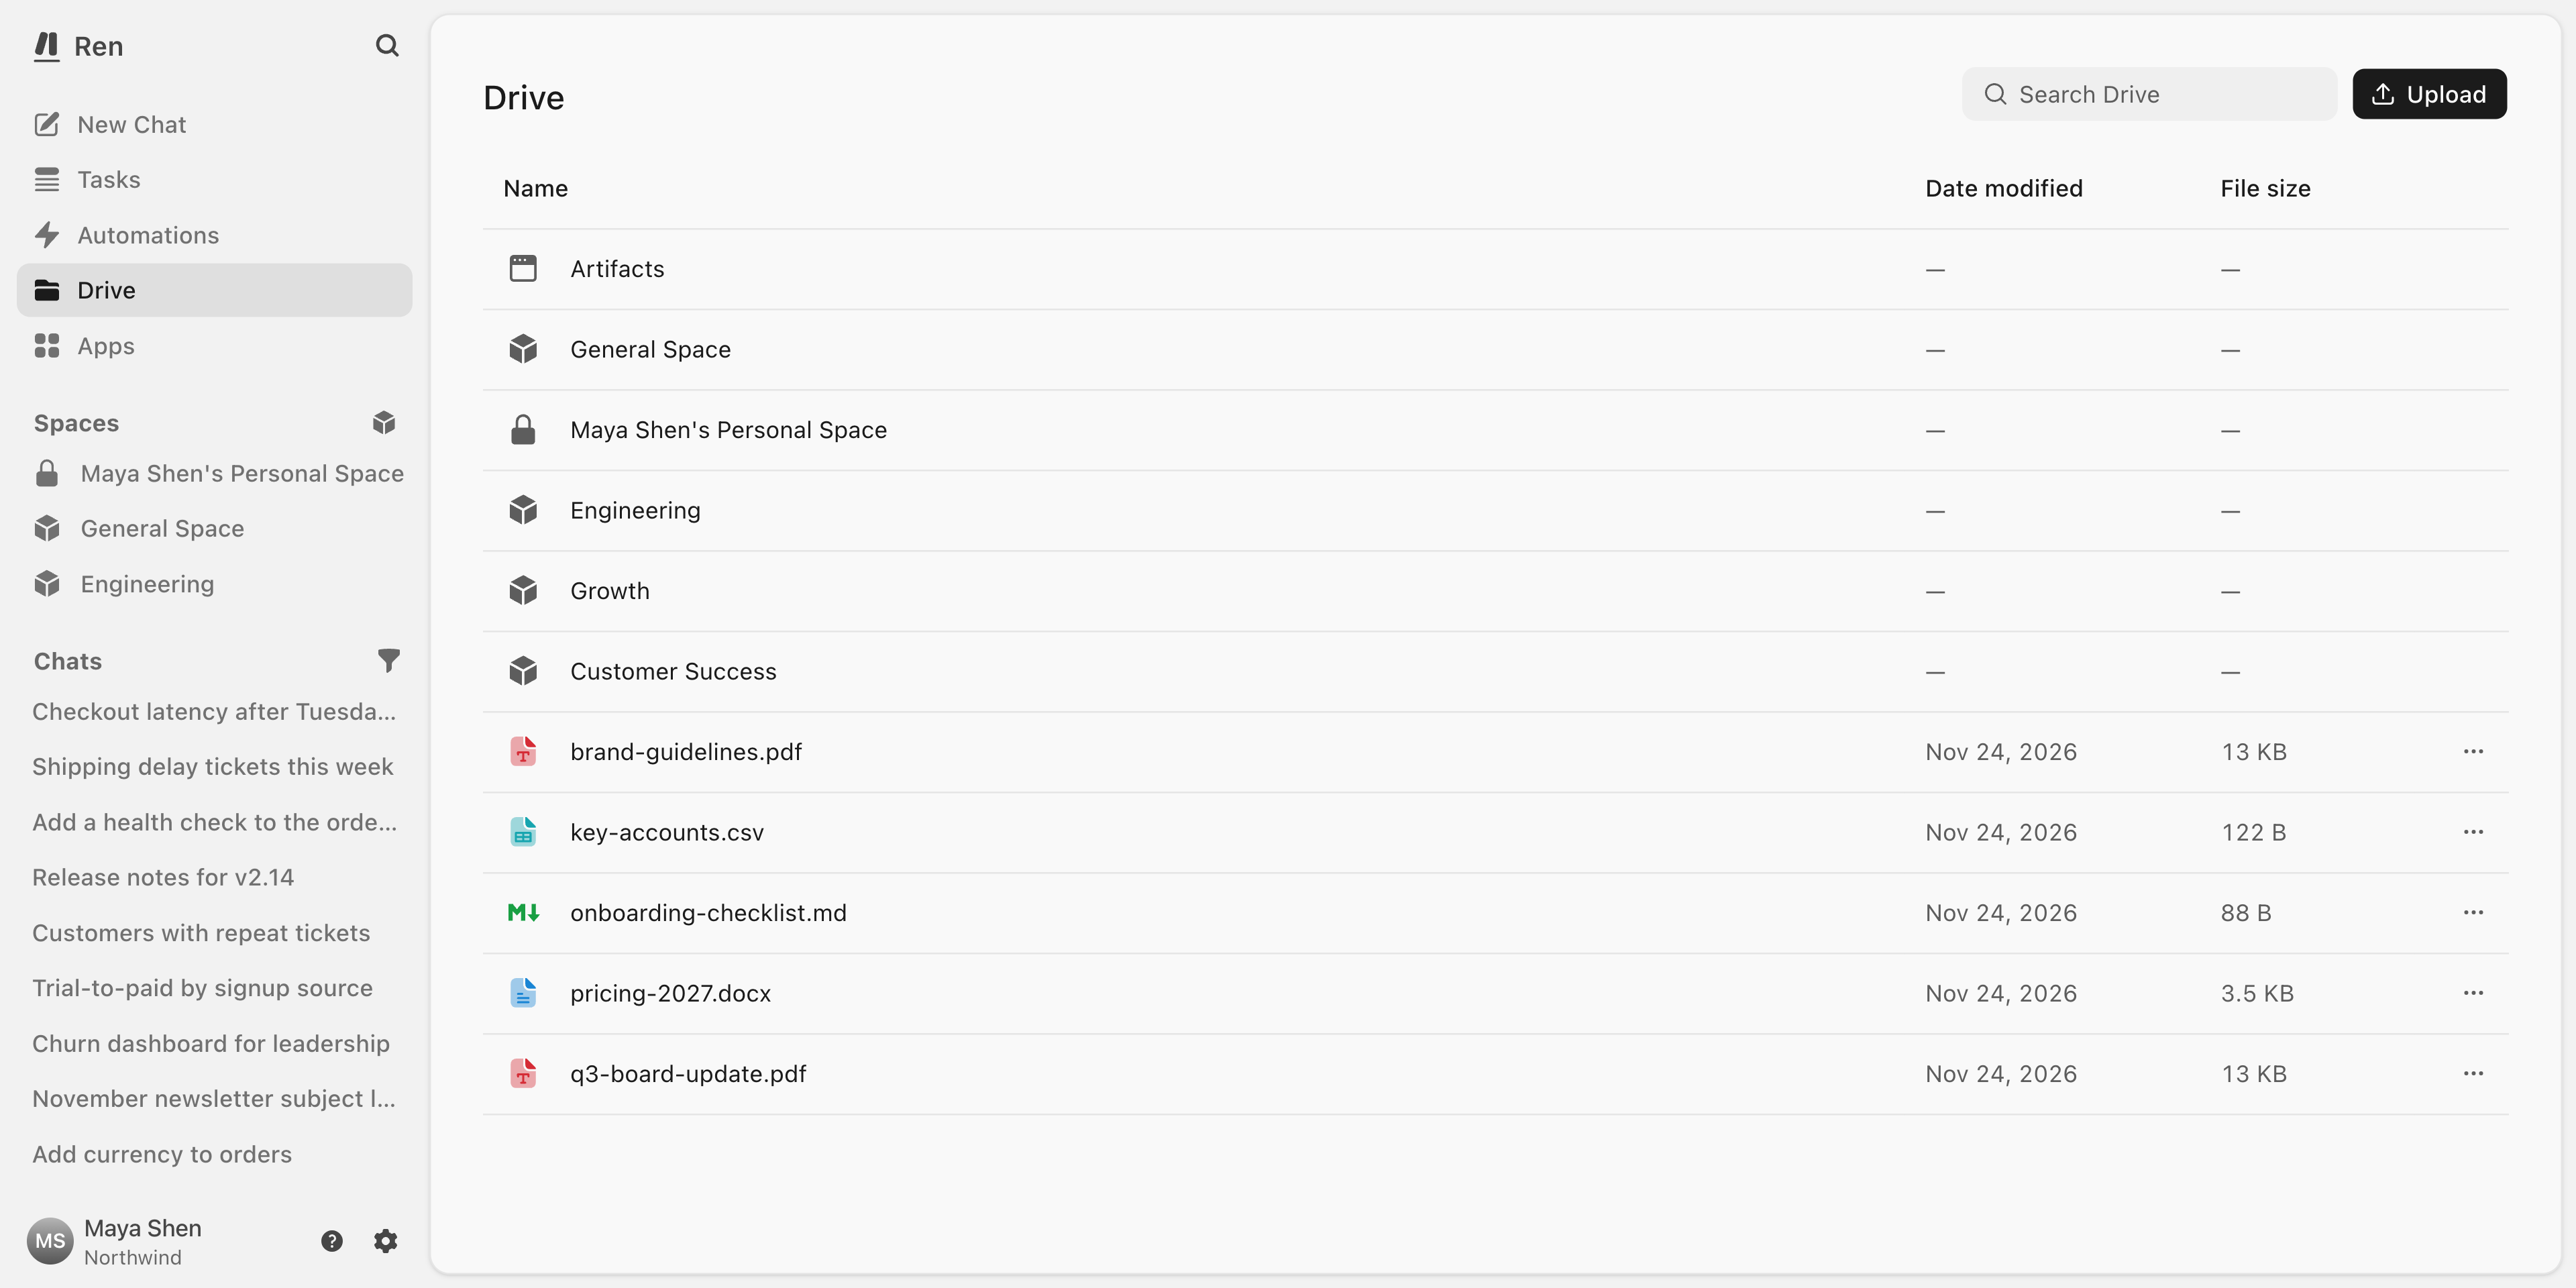 Ren
New Chat
Tasks
Automations
Drive
Apps
Spaces
Maya Shen's Personal Space
General Space
Engineering
Chats
Checkout latency after Tuesda...
Shipping delay tickets this week
Add a health check to the orde...
Release notes for v2.14
Customers with repeat tickets
Trial-to-paid by signup source
Churn dashboard for leadership
November newsletter subject l...
Add currency to orders
MS
Maya Shen
Northwind
?
Drive
Search Drive
Upload
Name Date modified File size
Artifacts — —
General Space — —
Maya Shen's Personal Space — —
Engineering — —
Growth — —
Customer Success — —
brand-guidelines.pdf Nov 24, 2026 13 KB
key-accounts.csv Nov 24, 2026 122 B
M onboarding-checklist.md Nov 24, 2026 88 B
pricing-2027.docx Nov 24, 2026 3.5 KB
q3-board-update.pdf Nov 24, 2026 13 KB